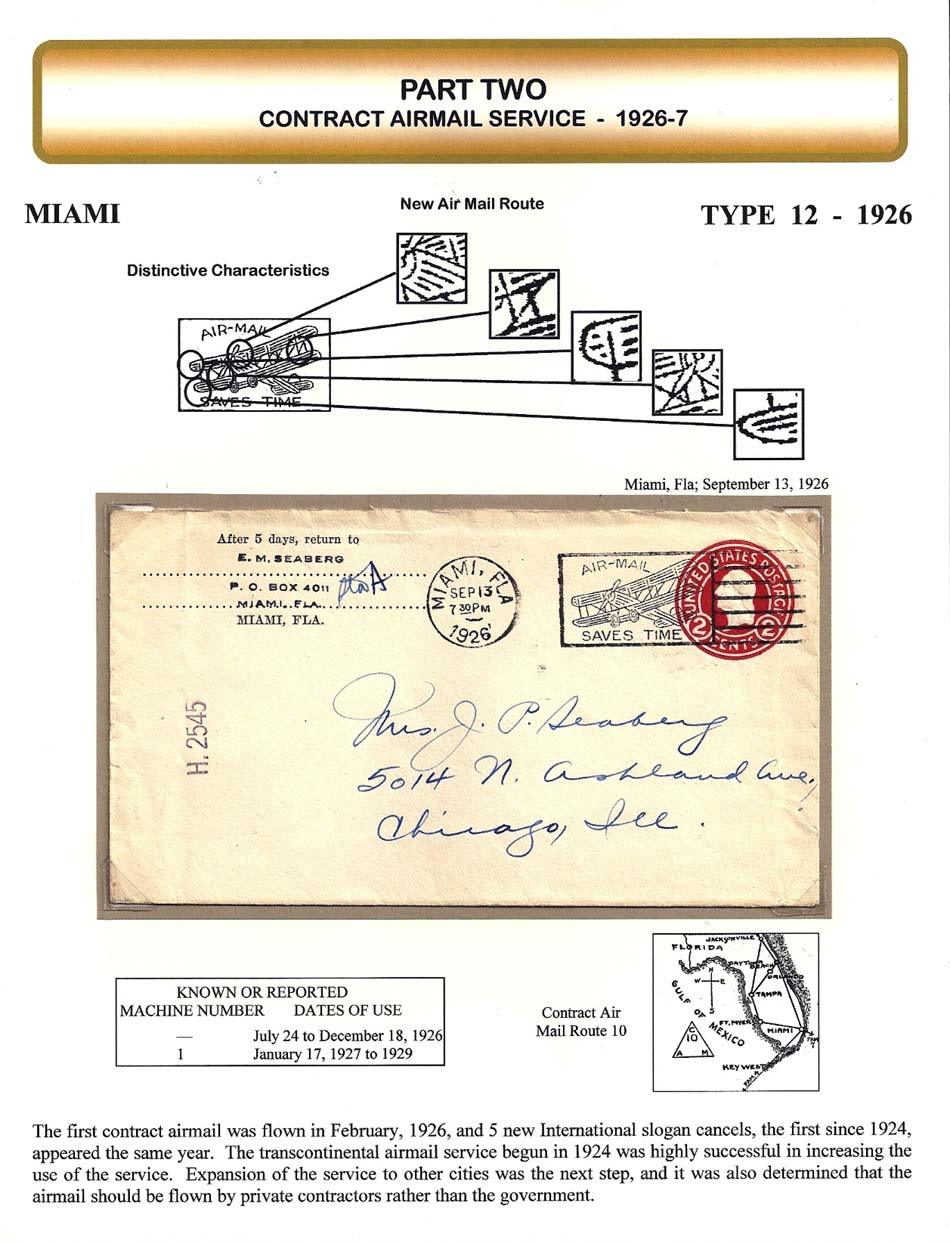 PART TWO
CONTRACT AIRMAIL SERVICE - 1926-7
MIAMI
New Air Mail Route
TYPE 12 - 1926
Distinctive Characteristics
AIR-MAIL
SAVES TIME
Miami, Fla; September 13, 1926
After 5 days, return to
E. M. SEABERG
P. O. BOX 4011
MIAMI, FLA.
MIAMI, FLA.
MIAMI, FLA
SEP 13
7 30 PM
1926
AIR-MAIL
SAVES TIME
UNITED STATES POSTAGE
2 CENTS 2
H. 2545
Mrs. J. P. Seaberg
5014 N. Ashland Ave,
Chicago, Ill.
KNOWN OR REPORTED
MACHINE NUMBER DATES OF USE
— July 24 to December 18, 1926
1 January 17, 1927 to 1929
Contract Air
Mail Route 10
JACKSONVILLE
FLORIDA
DAYTONA
BEACH
ORLANDO
N
W E
S
TAMPA
GULF OF MEXICO
FT. MYERS
MIAMI
C
10
A M
KEY WEST
The first contract airmail was flown in February, 1926, and 5 new International slogan cancels, the first since 1924,
appeared the same year. The transcontinental airmail service begun in 1924 was highly successful in increasing the
use of the service. Expansion of the service to other cities was the next step, and it was also determined that the
airmail should be flown by private contractors rather than the government.